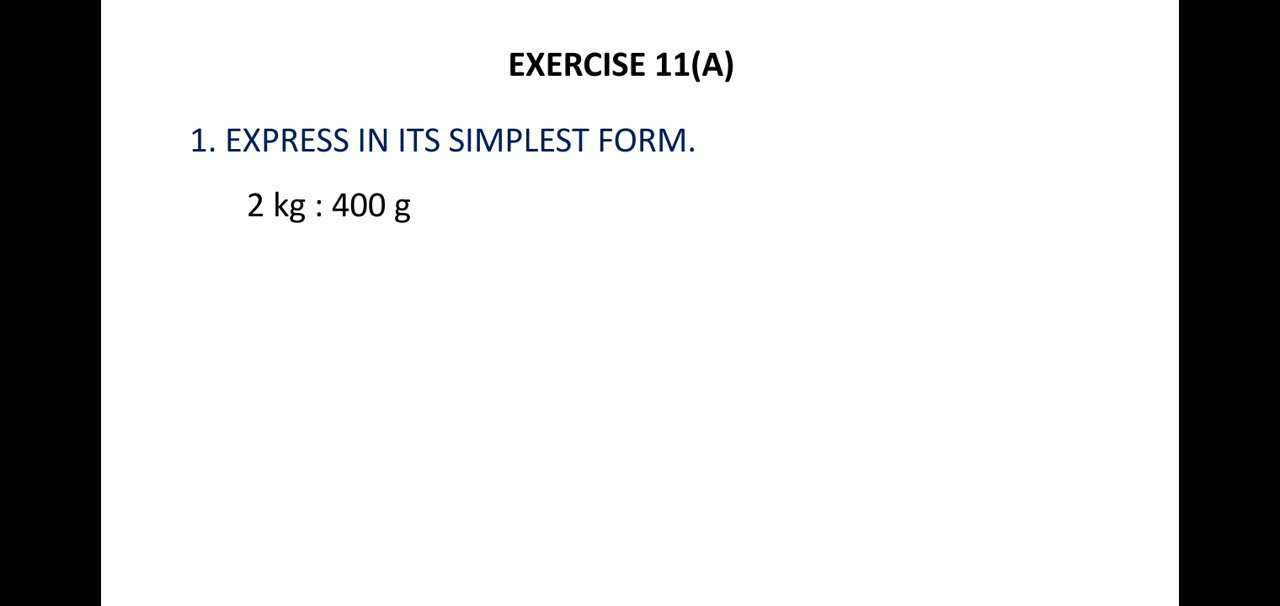 EXERCISE 11(A)
1. EXPRESS IN ITS SIMPLEST FORM.
2 kg : 400 g